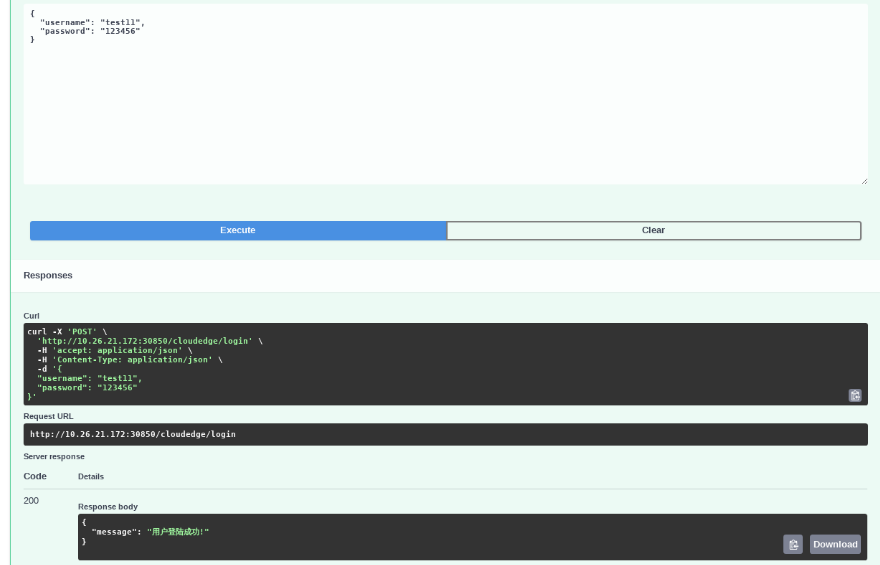 {
  "username": "test11",
  "password": "123456"
}
Execute
Clear
Responses
Curl
curl -X 'POST' \
  'http://10.26.21.172:30850/cloudedge/login' \
  -H 'accept: application/json' \
  -H 'Content-Type: application/json' \
  -d '{
  "username": "test11",
  "password": "123456"
}'
Request URL
http://10.26.21.172:30850/cloudedge/login
Server response
Code Details
200
Response body
{
  "message": "用户登陆成功!"
}
Download